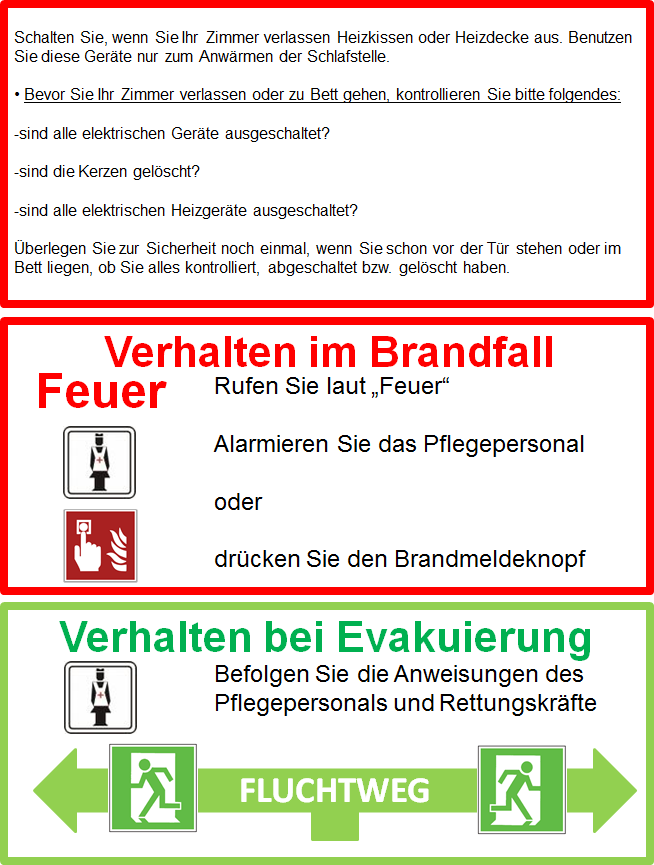 Schalten Sie, wenn Sie Ihr Zimmer verlassen Heizkissen oder Heizdecke aus. Benutzen
Sie diese Geräte nur zum Anwärmen der Schlafstelle.
• Bevor Sie Ihr Zimmer verlassen oder zu Bett gehen, kontrollieren Sie bitte folgendes:
-sind alle elektrischen Geräte ausgeschaltet?
-sind die Kerzen gelöscht?
-sind alle elektrischen Heizgeräte ausgeschaltet?
Überlegen Sie zur Sicherheit noch einmal, wenn Sie schon vor der Tür stehen oder im
Bett liegen, ob Sie alles kontrolliert, abgeschaltet bzw. gelöscht haben.
Verhalten im Brandfall
Feuer
Rufen Sie laut „Feuer“
Alarmieren Sie das Pflegepersonal
oder
drücken Sie den Brandmeldeknopf
Verhalten bei Evakuierung
Befolgen Sie die Anweisungen des
Pflegepersonals und Rettungskräfte
FLUCHTWEG